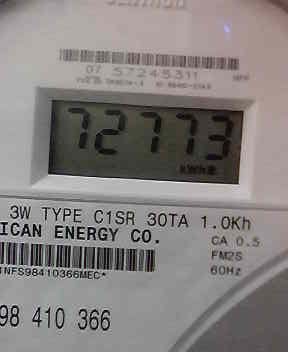 07 57245311
72773
kWh
3W TYPE C1SR 30TA 1.0Kh
ICAN ENERGY CO.
CA 0.5
FM2S
60Hz
1NFS98410366MEC*
98 410 366